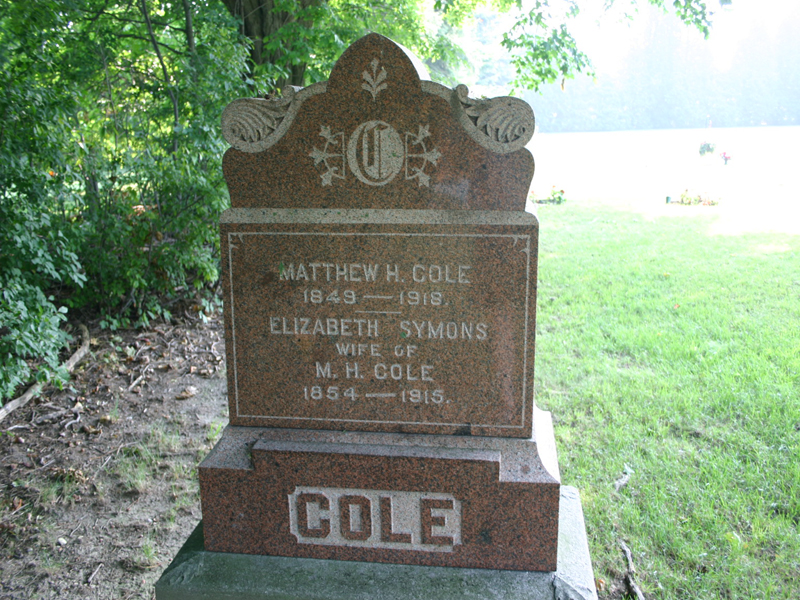 C
MATTHEW H. COLE
1849 — 1918.
ELIZABETH SYMONS
WIFE OF
M. H. COLE
1854 — 1915.
COLE